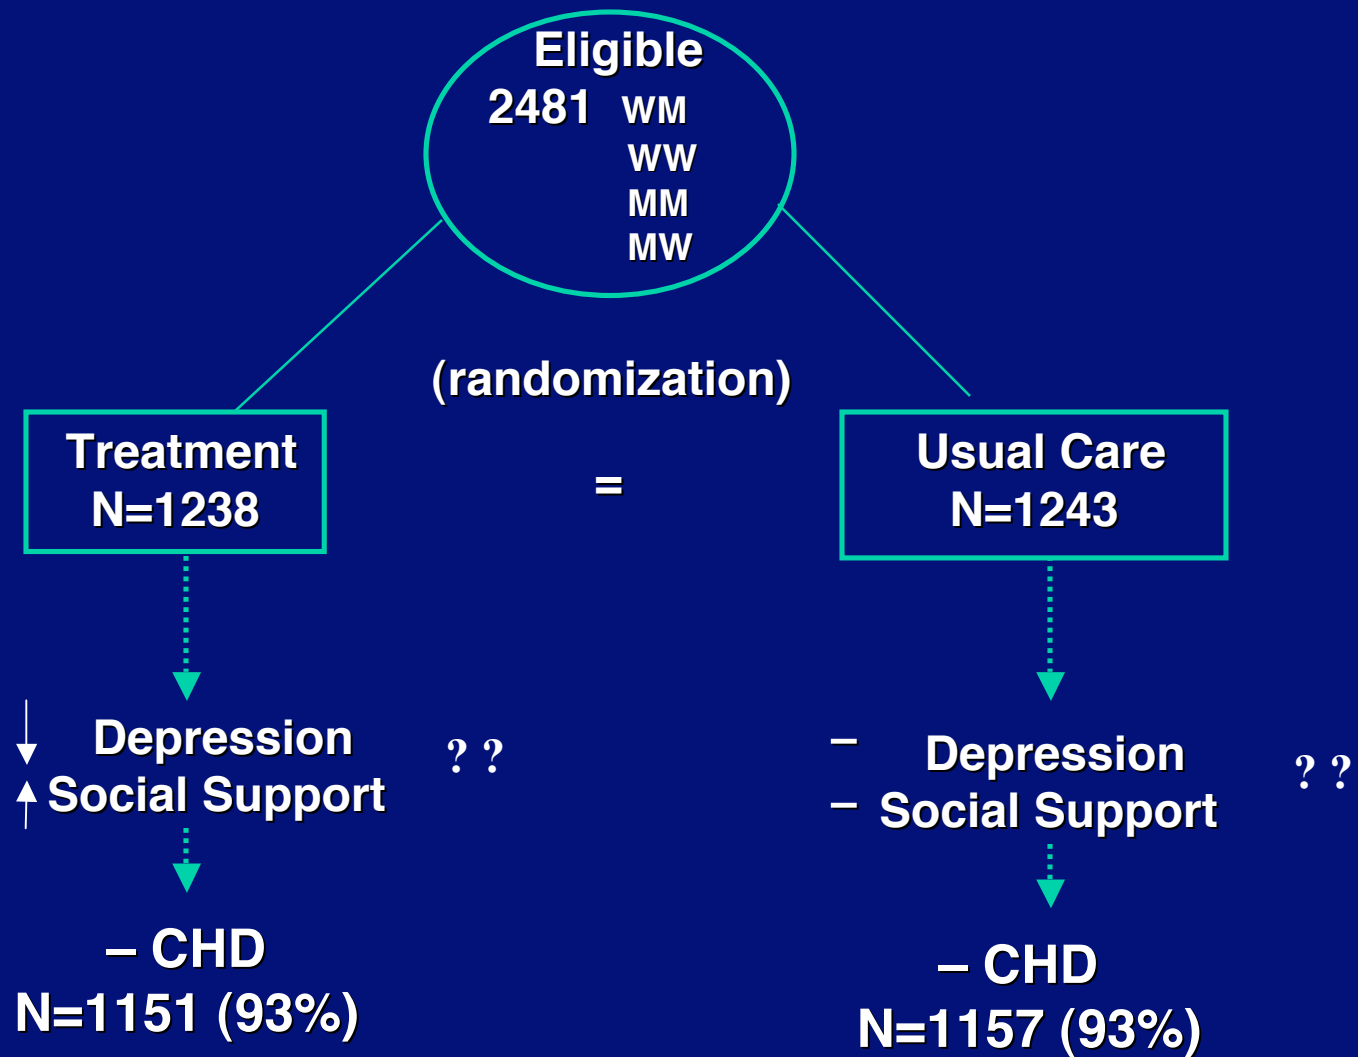 Eligible
2481 WM
WW
MM
MW
(randomization)
Treatment
N=1238
=
Usual Care
N=1243
Depression
Social Support
? ?
– Depression
– Social Support
? ?
– CHD
N=1151 (93%)
– CHD
N=1157 (93%)